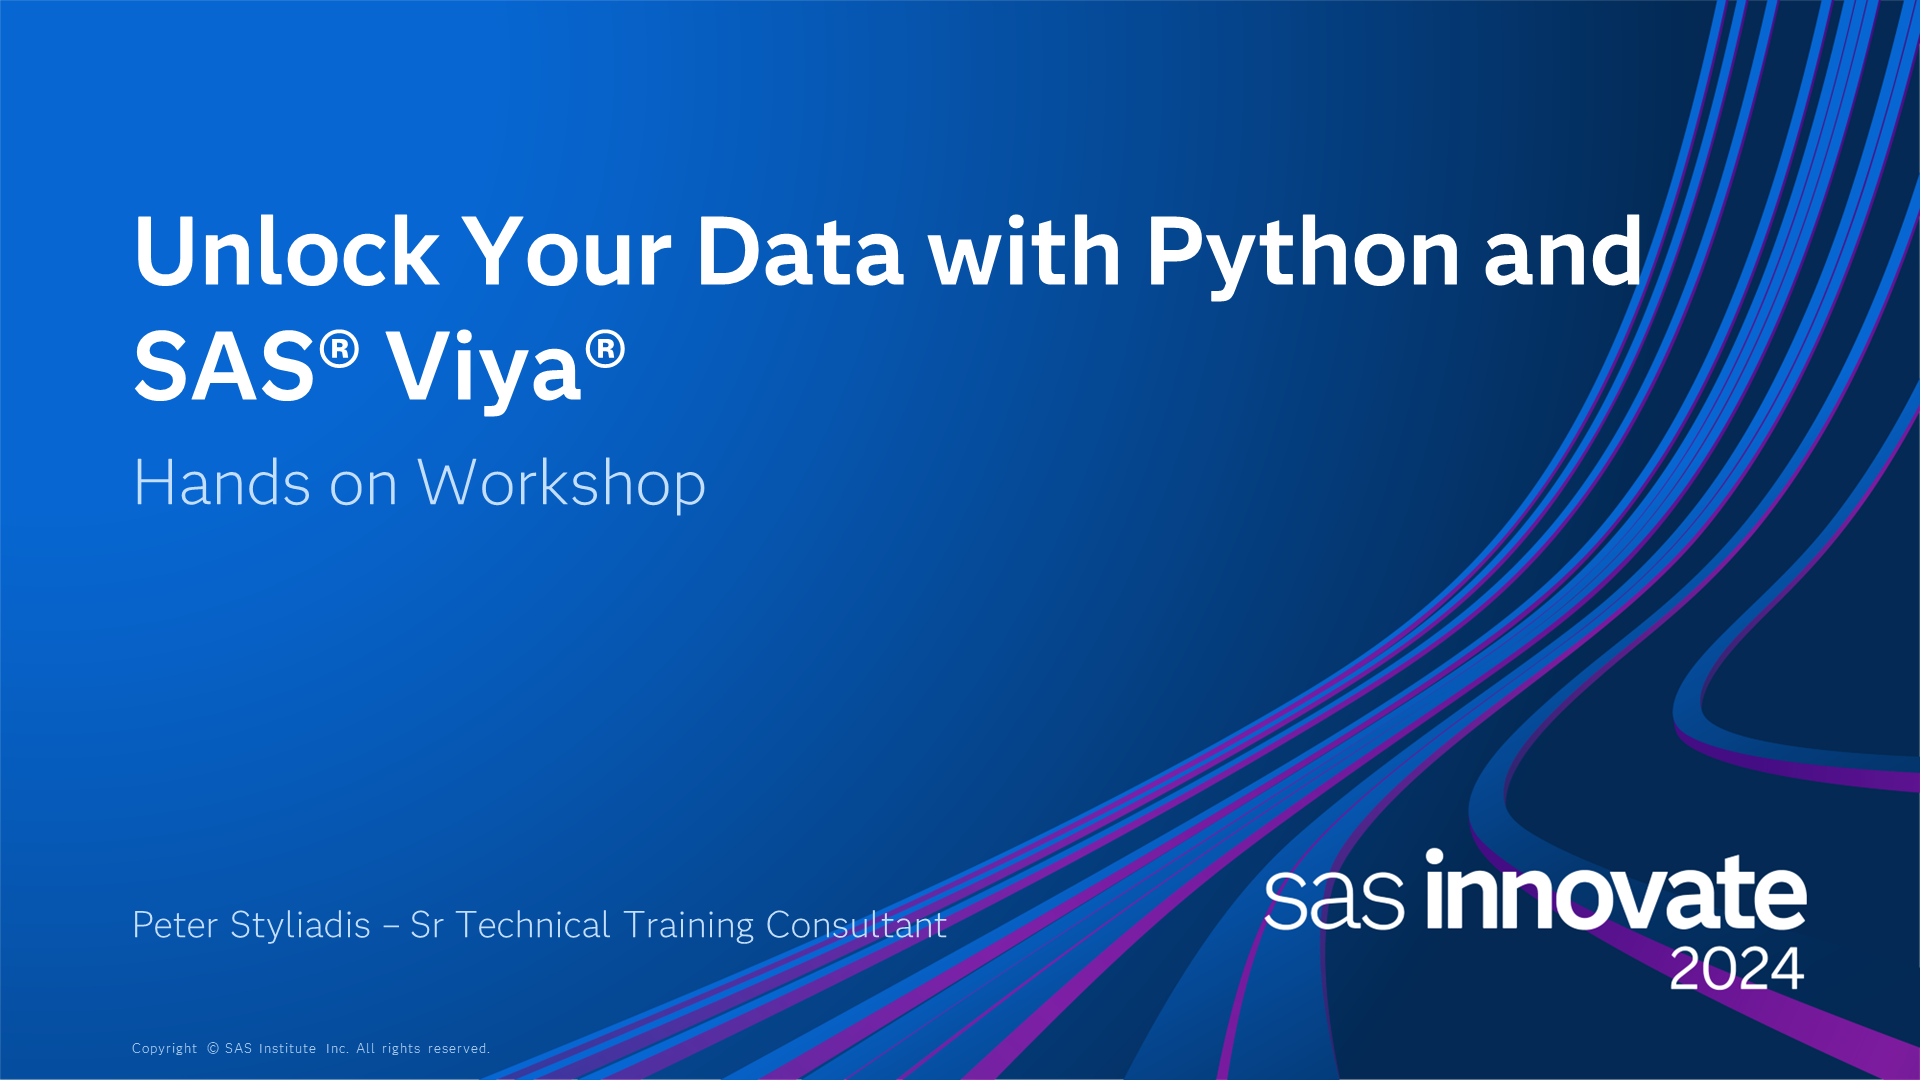 Unlock Your Data with Python and
SAS® Viya®
Hands on Workshop
Peter Styliadis – Sr Technical Training Consultant
sas innovate
2024
Copyright © SAS Institute Inc. All rights reserved.